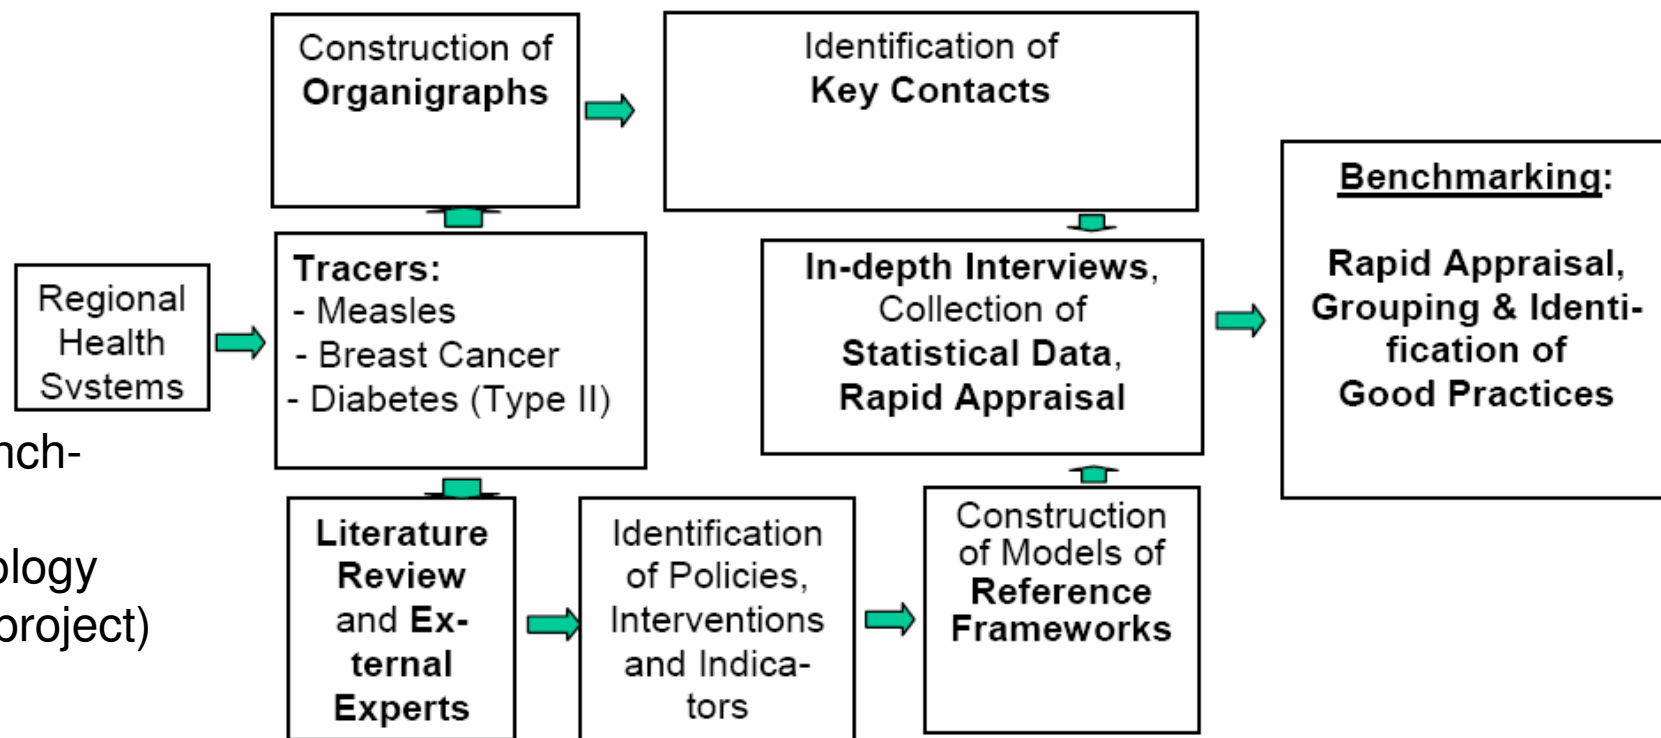 Construction of
Organigraphs
Identification of
Key Contacts
Benchmarking:
Rapid Appraisal,
Grouping & Identi-
fication of
Good Practices
Regional
Health
Systems
Tracers:
- Measles
- Breast Cancer
- Diabetes (Type II)
In-depth Interviews,
Collection of
Statistical Data,
Rapid Appraisal
nch-
ology
project)
Literature
Review
and Ex-
ternal
Experts
Identification
of Policies,
Interventions
and Indica-
tors
Construction
of Models of
Reference
Frameworks